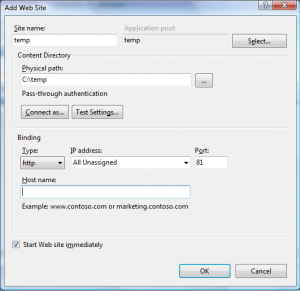 Add Web Site
Site name: Application pool:
temp temp Select...
Content Directory
Physical path:
C:\temp ...
Pass-through authentication
Connect as... Test Settings...
Binding
Type: IP address: Port:
http All Unassigned 81
Host name:
Example: www.contoso.com or marketing.contoso.com
Start Web site immediately
OK Cancel